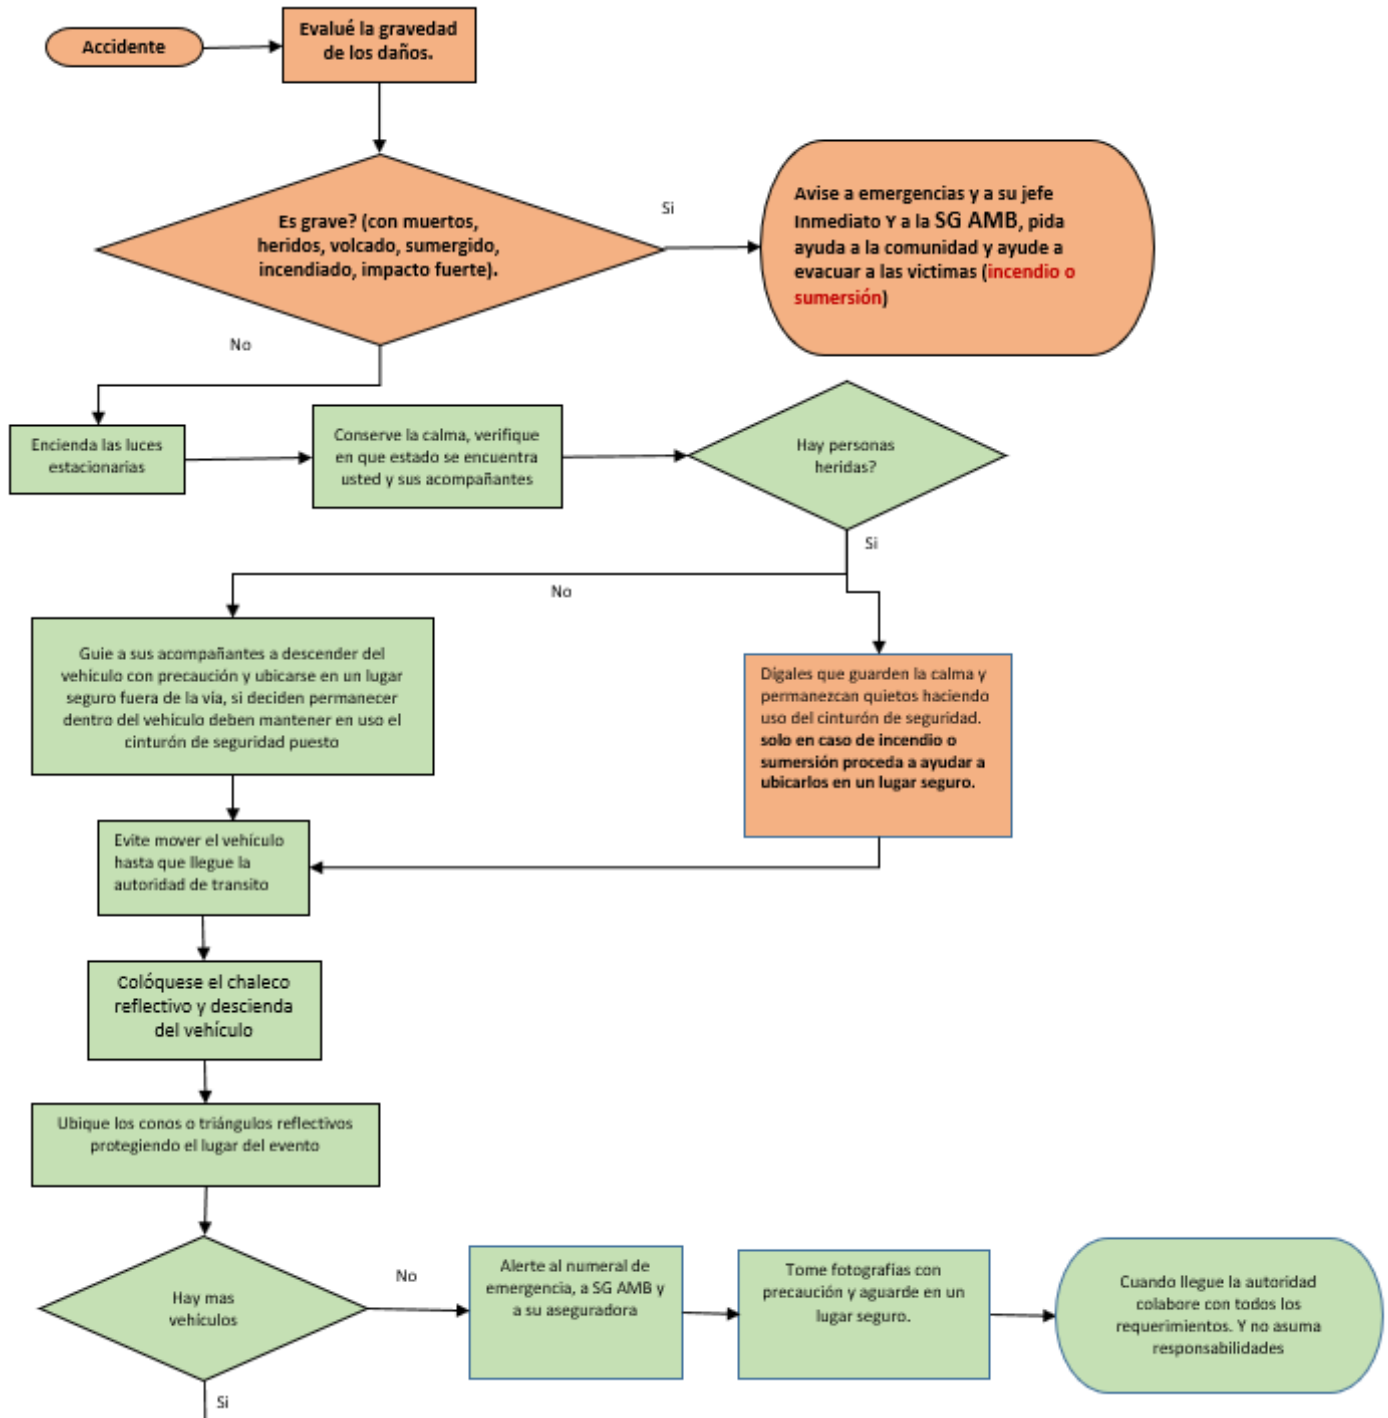 Accidente
Evalué la gravedad
de los daños.
Es grave? (con muertos,
heridos, volcado, sumergido,
incendiado, impacto fuerte).
Si
Avise a emergencias y a su jefe
Inmediato Y a la SG AMB, pida
ayuda a la comunidad y ayude a
evacuar a las victimas (incendio o
sumersión)
No
Encienda las luces
estacionarias
Conserve la calma, verifique
en que estado se encuentra
usted y sus acompañantes
Hay personas
heridas?
Si
No
Guie a sus acompañantes a descender del
vehículo con precaución y ubicarse en un lugar
seguro fuera de la vía, si deciden permanecer
dentro del vehículo deben mantener en uso el
cinturón de seguridad puesto
Dígales que guarden la calma y
permanezcan quietos haciendo
uso del cinturón de seguridad.
solo en caso de incendio o
sumersión proceda a ayudar a
ubicarlos en un lugar seguro.
Evite mover el vehículo
hasta que llegue la
autoridad de transito
Colóquese el chaleco
reflectivo y descienda
del vehículo
Ubique los conos o triángulos reflectivos
protegiendo el lugar del evento
Hay mas
vehículos
No
Alerte al numeral de
emergencia, a SG AMB y
a su aseguradora
Tome fotografías con
precaución y aguarde en un
lugar seguro.
Cuando llegue la autoridad
colabore con todos los
requerimientos. Y no asuma
responsabilidades
Si